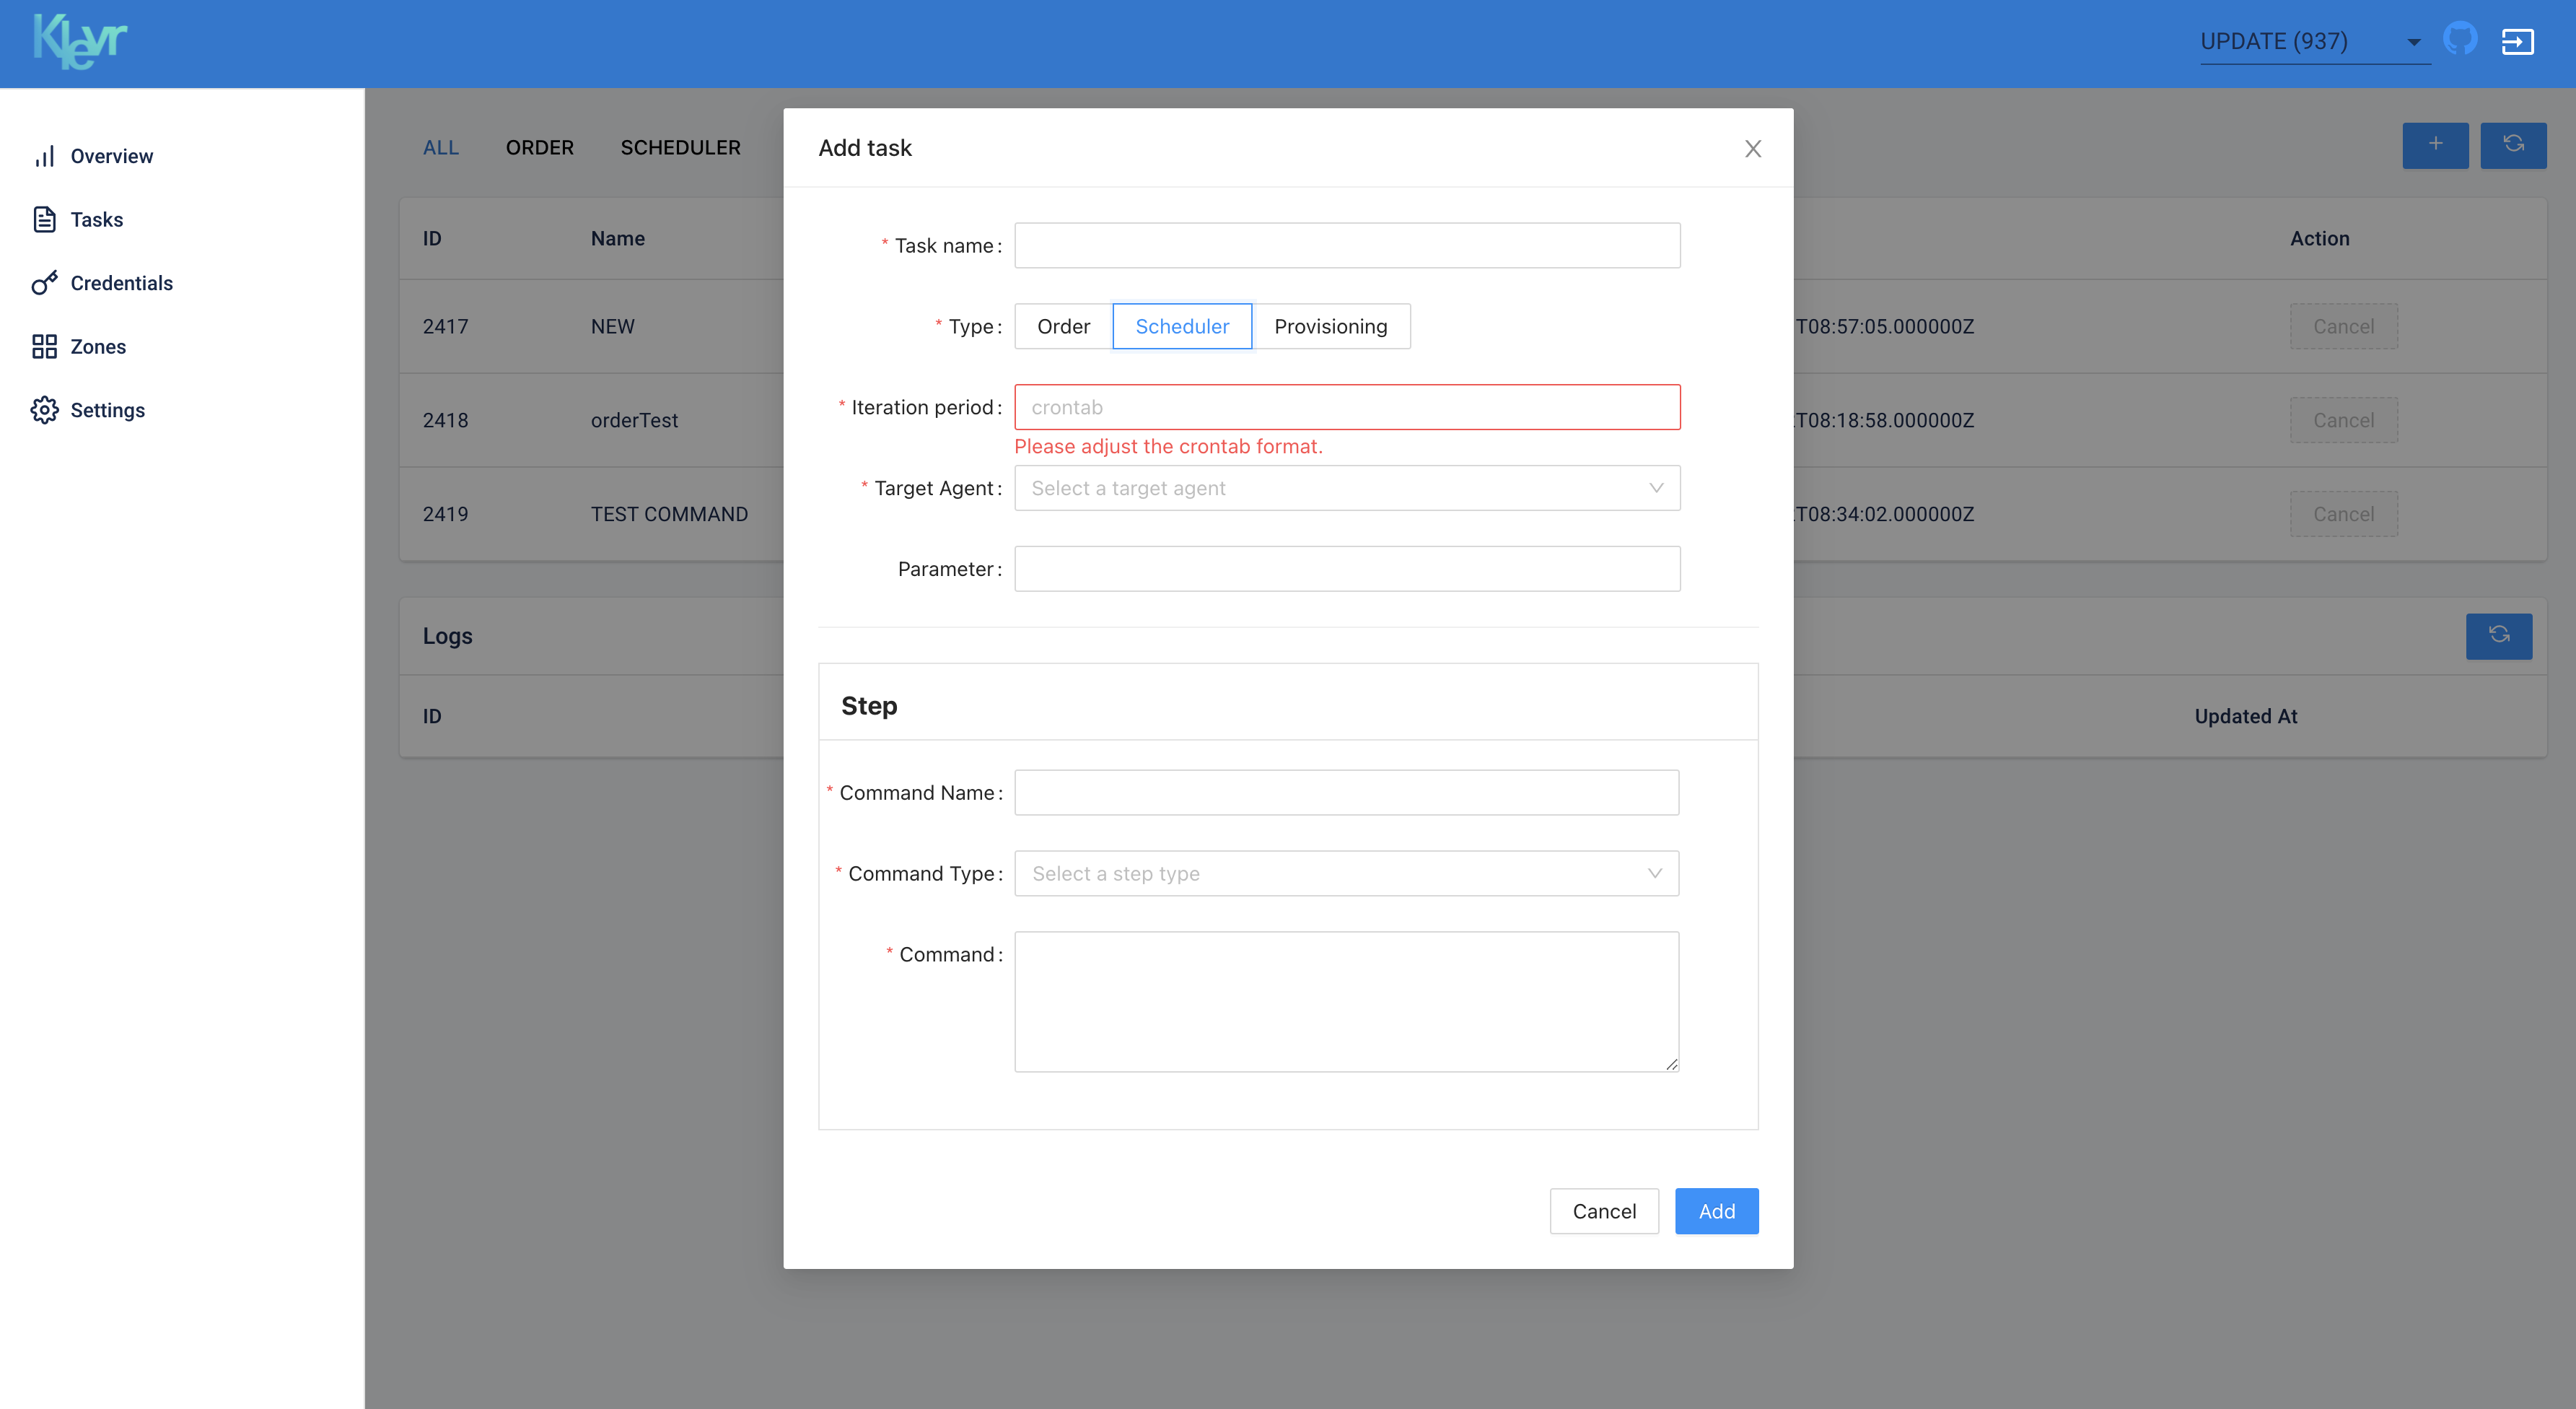 Klevr
UPDATE (937)
Overview
Tasks
Credentials
Zones
Settings
ALL ORDER SCHEDULER
ID Name Action
2417 NEW T08:57:05.000000Z Cancel
2418 orderTest T08:18:58.000000Z Cancel
2419 TEST COMMAND T08:34:02.000000Z Cancel
Logs
ID Updated At
Add task
* Task name :
* Type : Order Scheduler Provisioning
* Iteration period : crontab
Please adjust the crontab format.
* Target Agent : Select a target agent
Parameter :
Step
* Command Name :
* Command Type : Select a step type
* Command :
Cancel Add